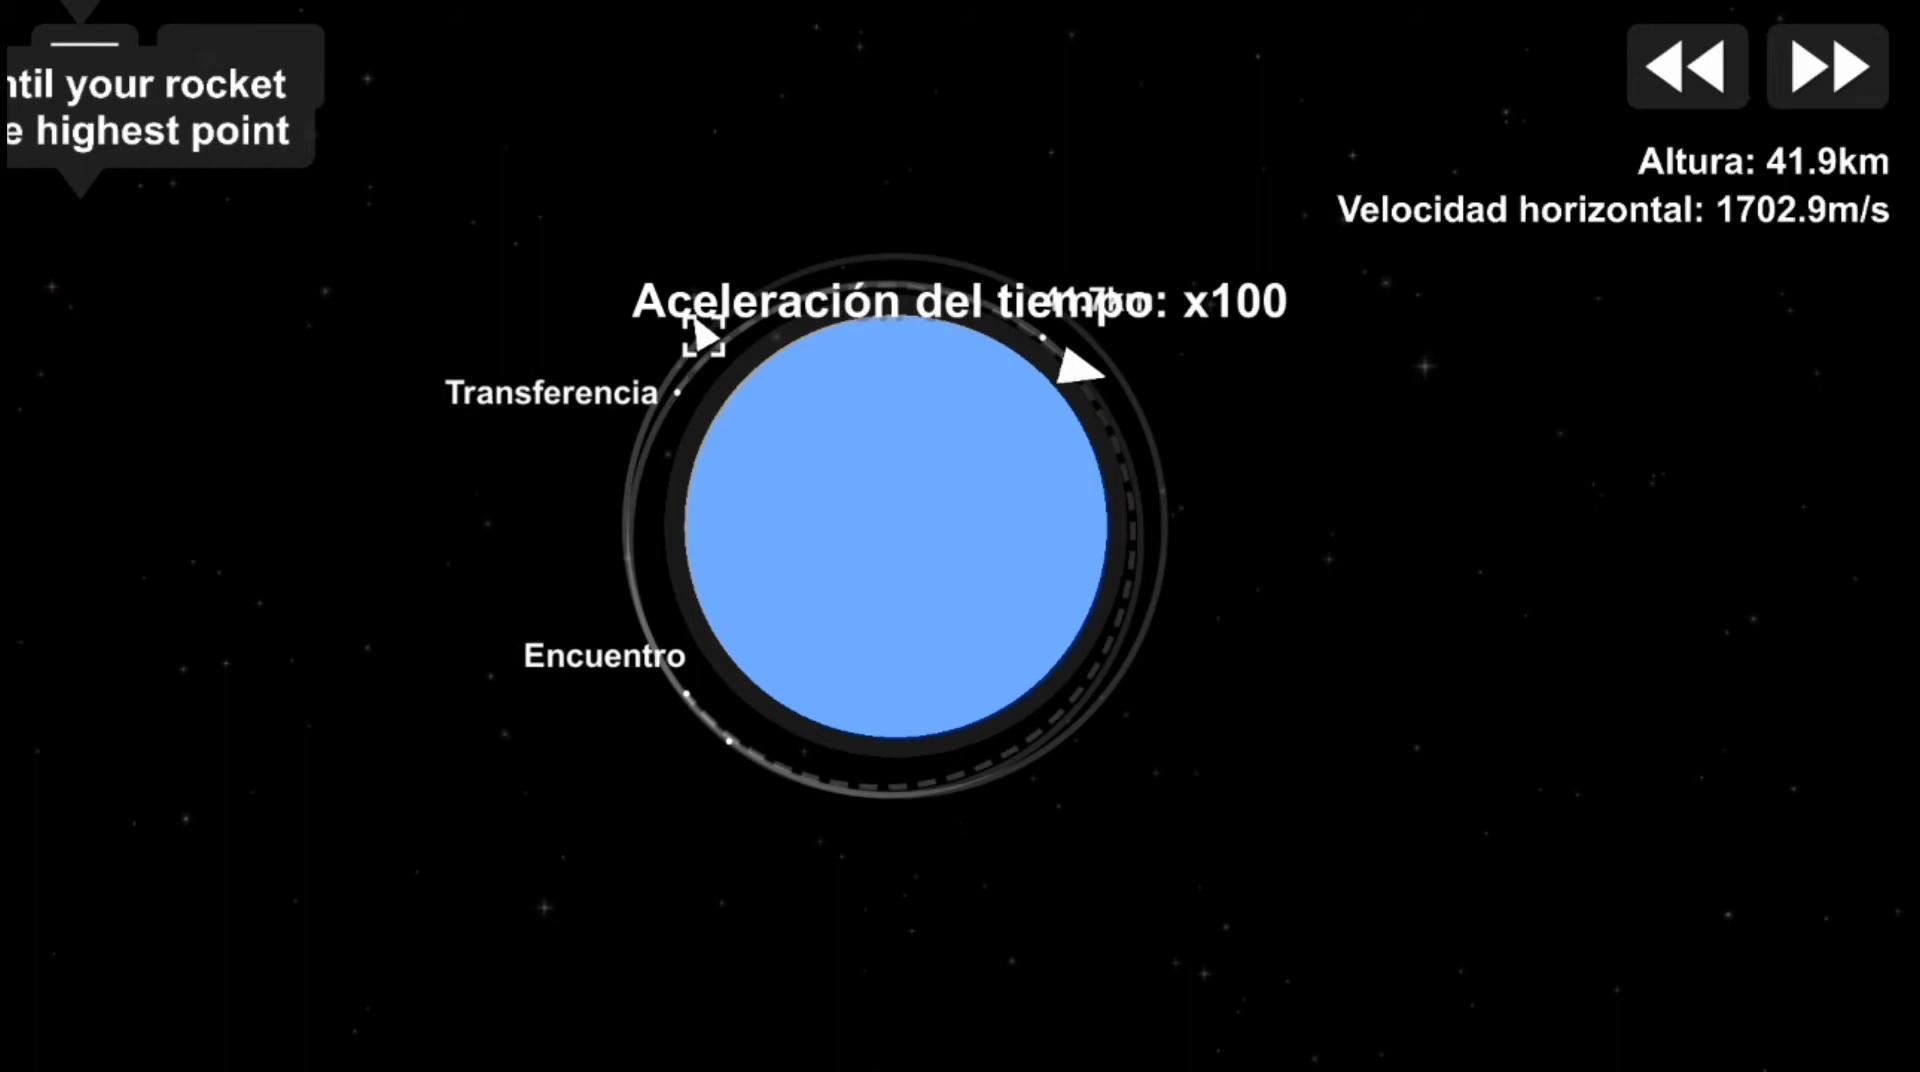 ntil your rocket
e highest point
Altura: 41.9km
Velocidad horizontal: 1702.9m/s
Aceleración del tiempo: x100
Transferencia
Encuentro